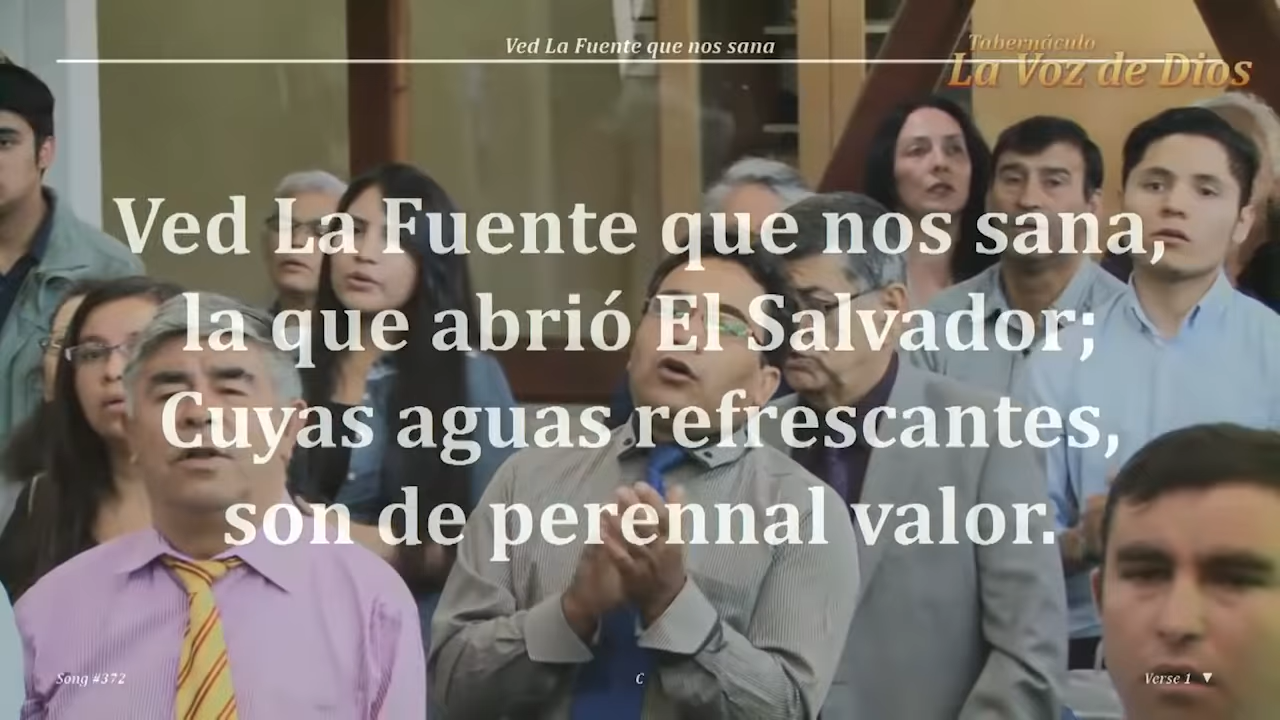 Ved La Fuente que nos sana
Tabernáculo
La Voz de Dios
Ved La Fuente que nos sana,
la que abrió El Salvador;
Cuyas aguas refrescantes,
son de perennal valor.
Song #372
C
Verse 1 ▼